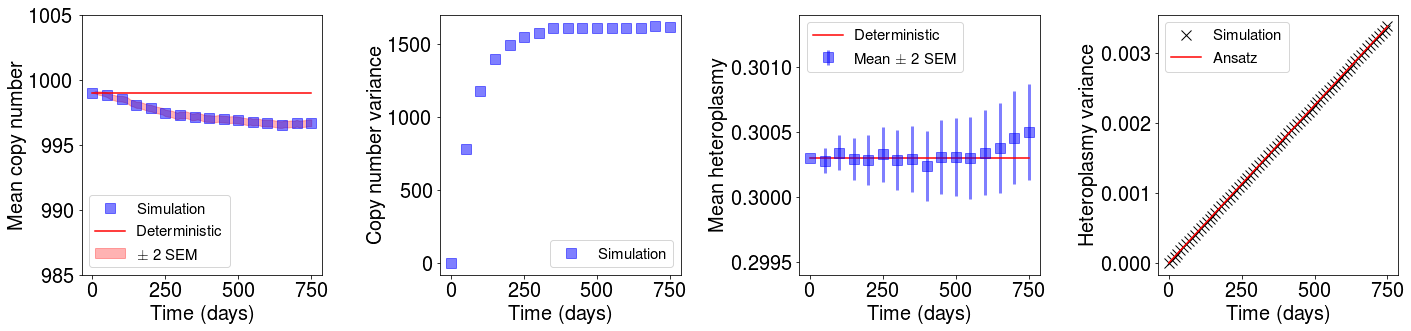 Mean copy number
1005
1000
995
990
985
Simulation
Deterministic
± 2 SEM
0 250 500 750
Time (days)
Copy number variance
1500
1000
500
0
Simulation
0 250 500 750
Time (days)
Mean heteroplasmy
0.3010
0.3005
0.3000
0.2995
Deterministic
Mean ± 2 SEM
0 250 500 750
Time (days)
Heteroplasmy variance
0.003
0.002
0.001
0.000
Simulation
Ansatz
0 250 500 750
Time (days)